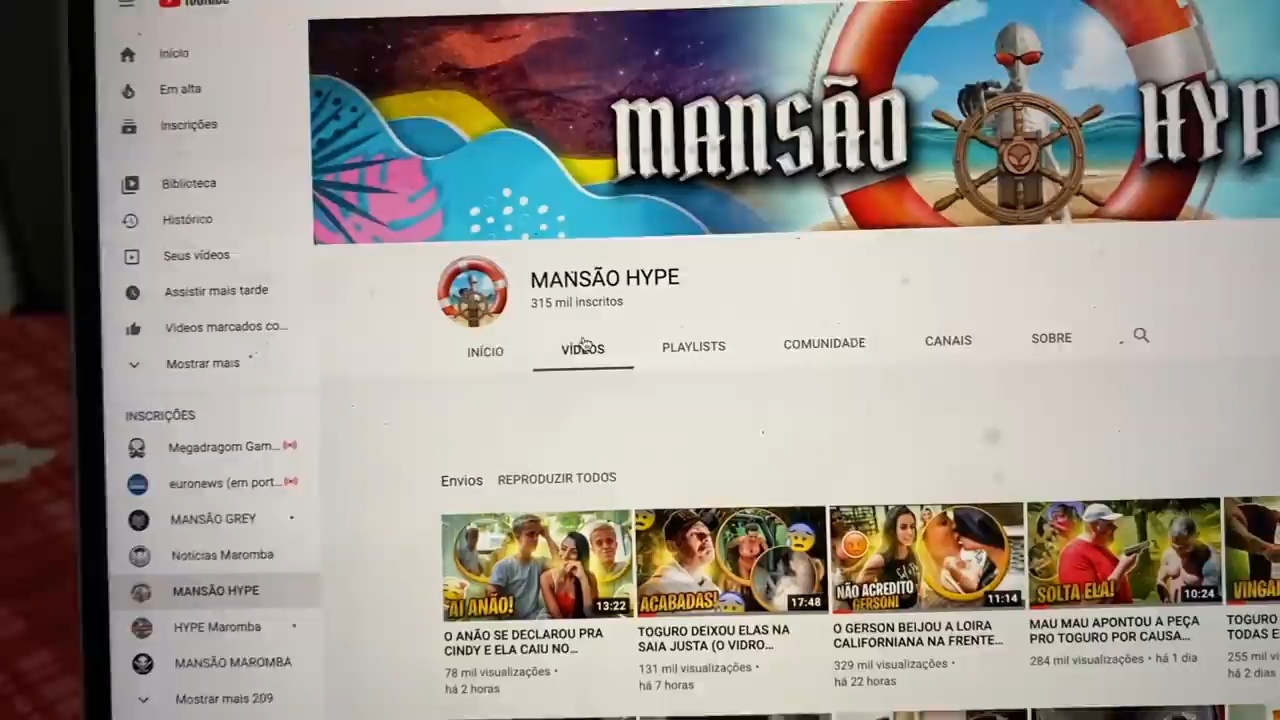 YouTube
Início
Em alta
Inscrições
Biblioteca
Histórico
Seus vídeos
Assistir mais tarde
Vídeos marcados co...
Mostrar mais
INSCRIÇÕES
Megadragom Gam...
euronews (em port...
MANSÃO GREY
Notícias Maromba
MANSÃO HYPE
HYPE Maromba
MANSÃO MAROMBA
Mostrar mais 209
MANSÃO HYP
MANSÃO HYPE
315 mil inscritos
INÍCIO VÍDEOS PLAYLISTS COMUNIDADE CANAIS SOBRE
Envios REPRODUZIR TODOS
AI ANÃO!
13:22
O ANÃO SE DECLAROU PRA
CINDY E ELA CAIU NO...
78 mil visualizações •
há 2 horas
ACABADAS!
17:48
TOGURO DEIXOU ELAS NA
SAIA JUSTA (O VIDRO...
131 mil visualizações •
há 7 horas
NÃO ACREDITO
GERSON!
11:14
O GERSON BEIJOU A LOIRA
CALIFORNIANA NA FRENTE...
329 mil visualizações •
há 22 horas
SOLTA ELA!
10:24
MAU MAU APONTOU A PEÇA
PRO TOGURO POR CAUSA...
284 mil visualizações • há 1 dia
VINGA
TOGURO
TODAS E
255 mil vi
há 2 dias